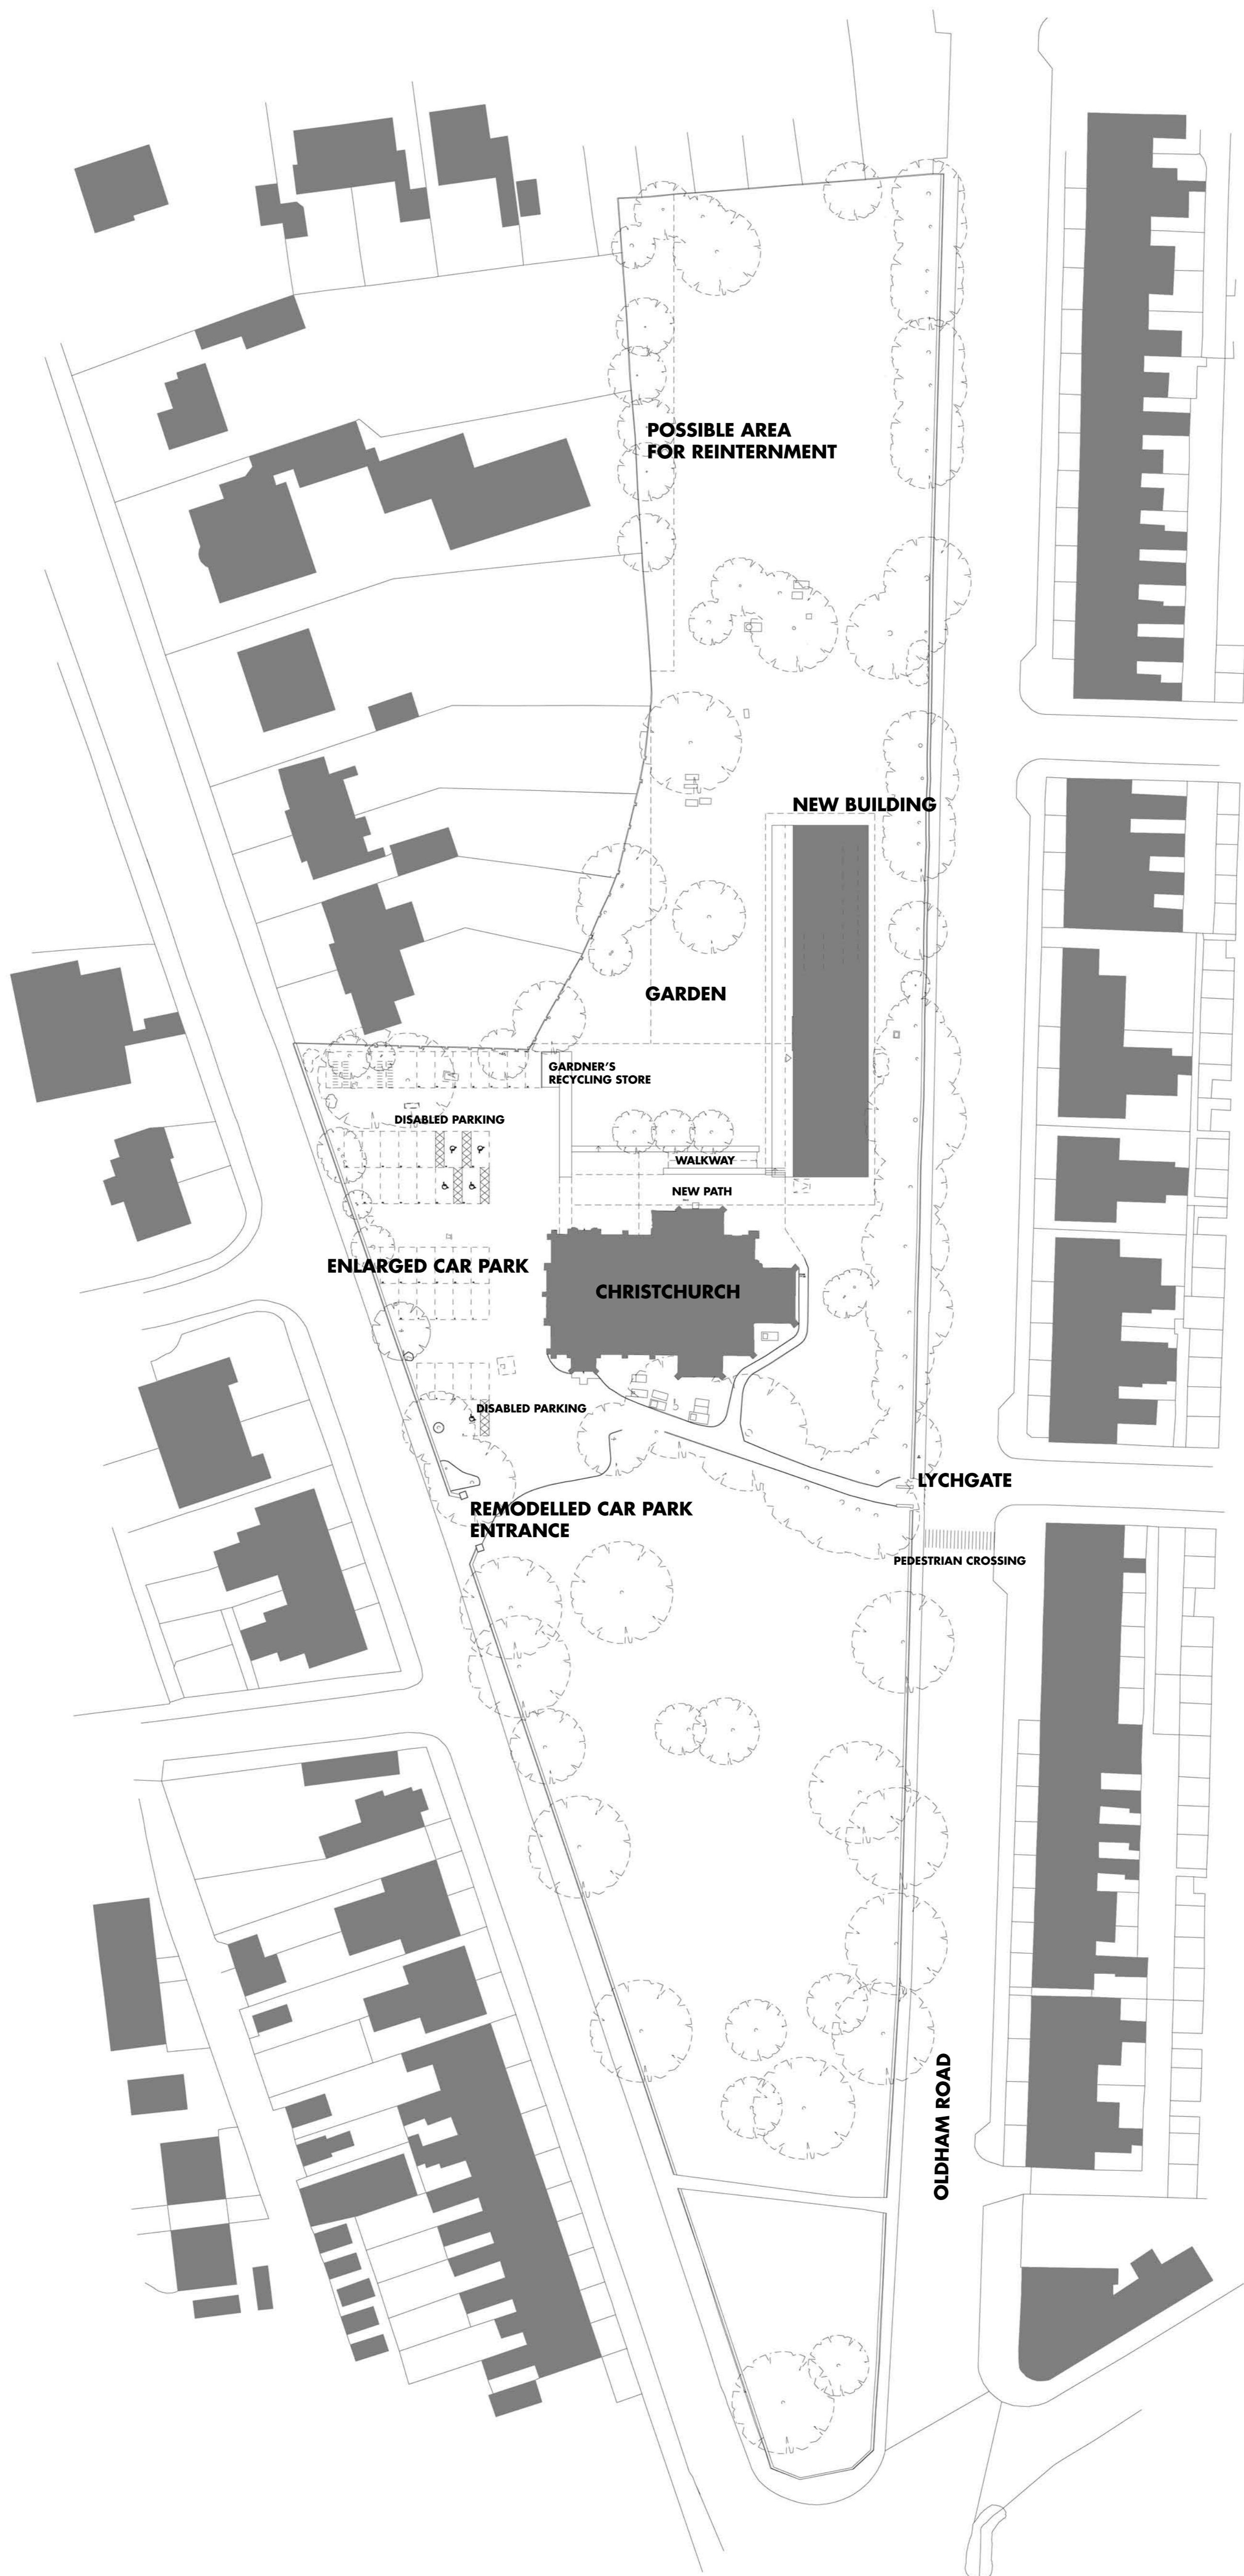 POSSIBLE AREA
FOR REINTERNMENT
NEW BUILDING
GARDEN
GARDNER'S
RECYCLING STORE
DISABLED PARKING
WALKWAY
NEW PATH
ENLARGED CAR PARK
CHRISTCHURCH
DISABLED PARKING
LYCHGATE
REMODELLED CAR PARK
ENTRANCE
PEDESTRIAN CROSSING
OLDHAM ROAD